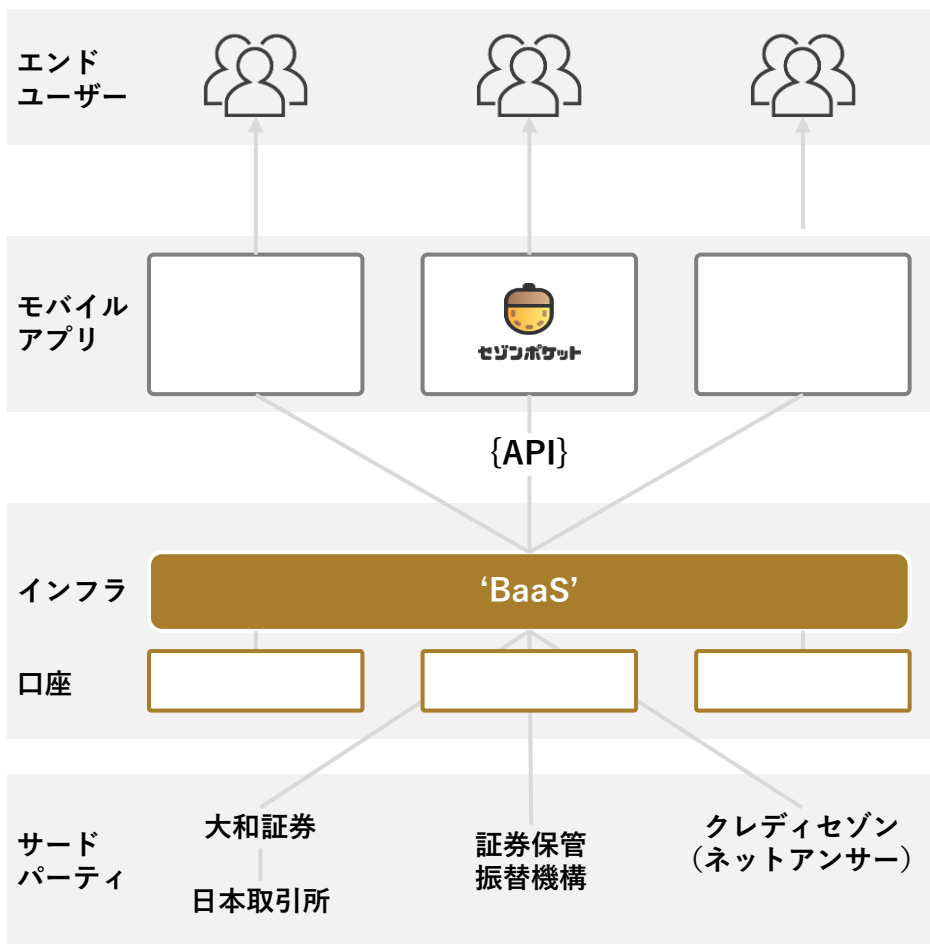 エンド
ユーザー
モバイル
アプリ
セゾンポケット
{API}
インフラ
‘BaaS’
口座
サード
パーティ
大和証券
日本取引所
証券保管
振替機構
クレディセゾン
（ネットアンサー）